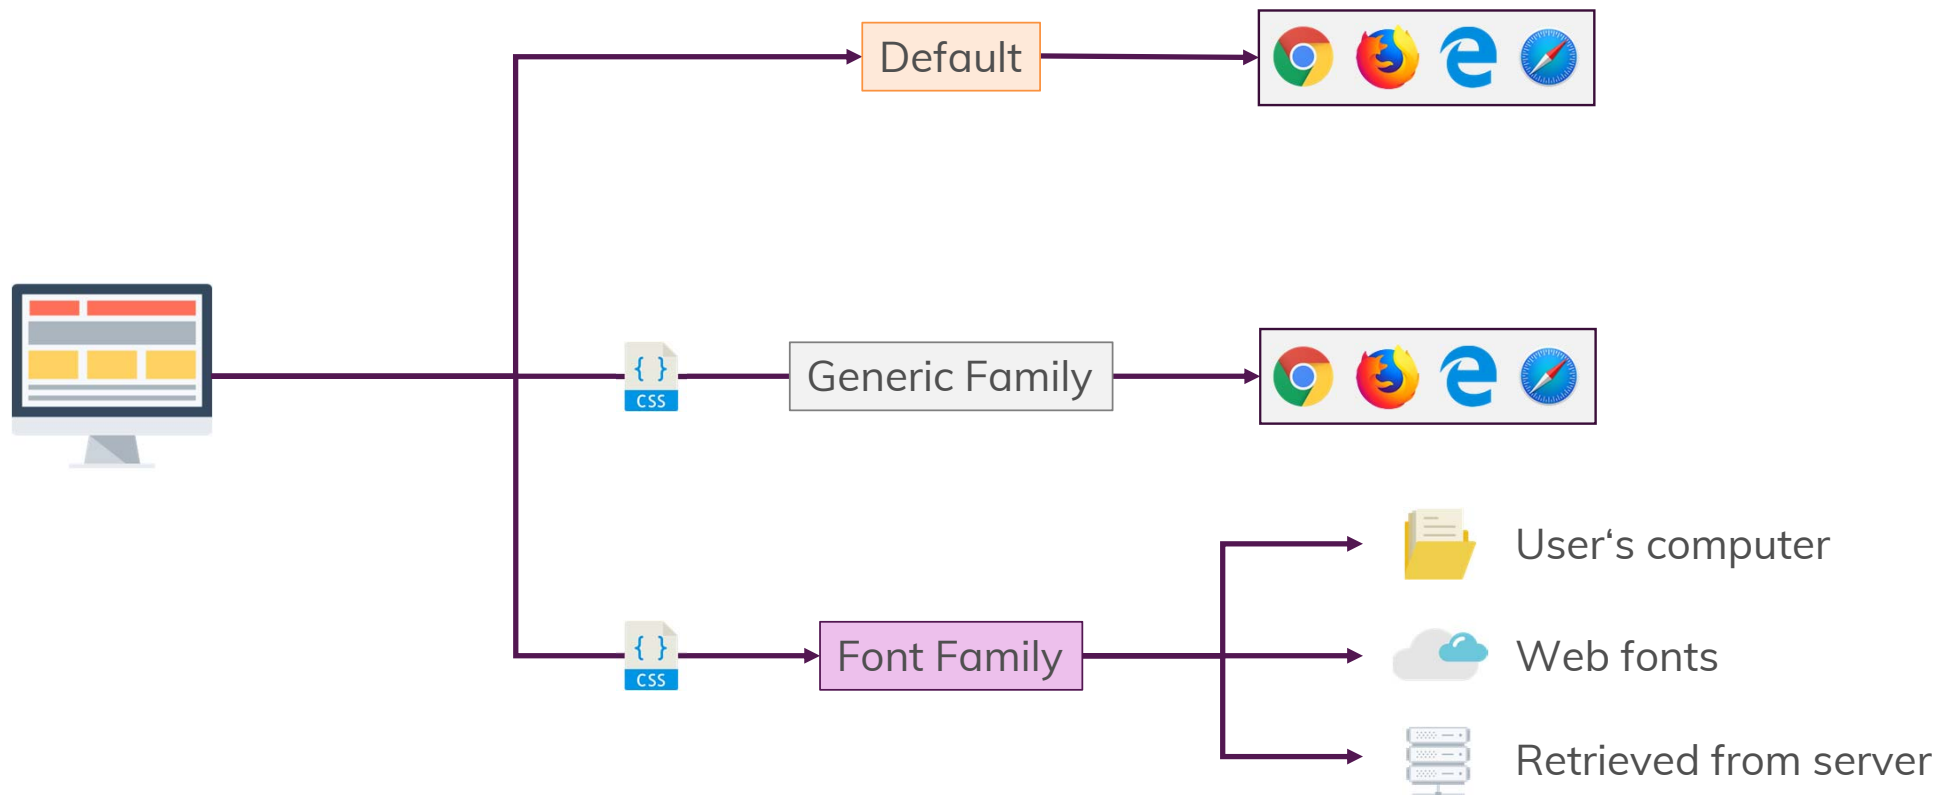 Default
{ }
CSS
Generic Family
User‘s computer
{ }
CSS
Font Family
Web fonts
Retrieved from server